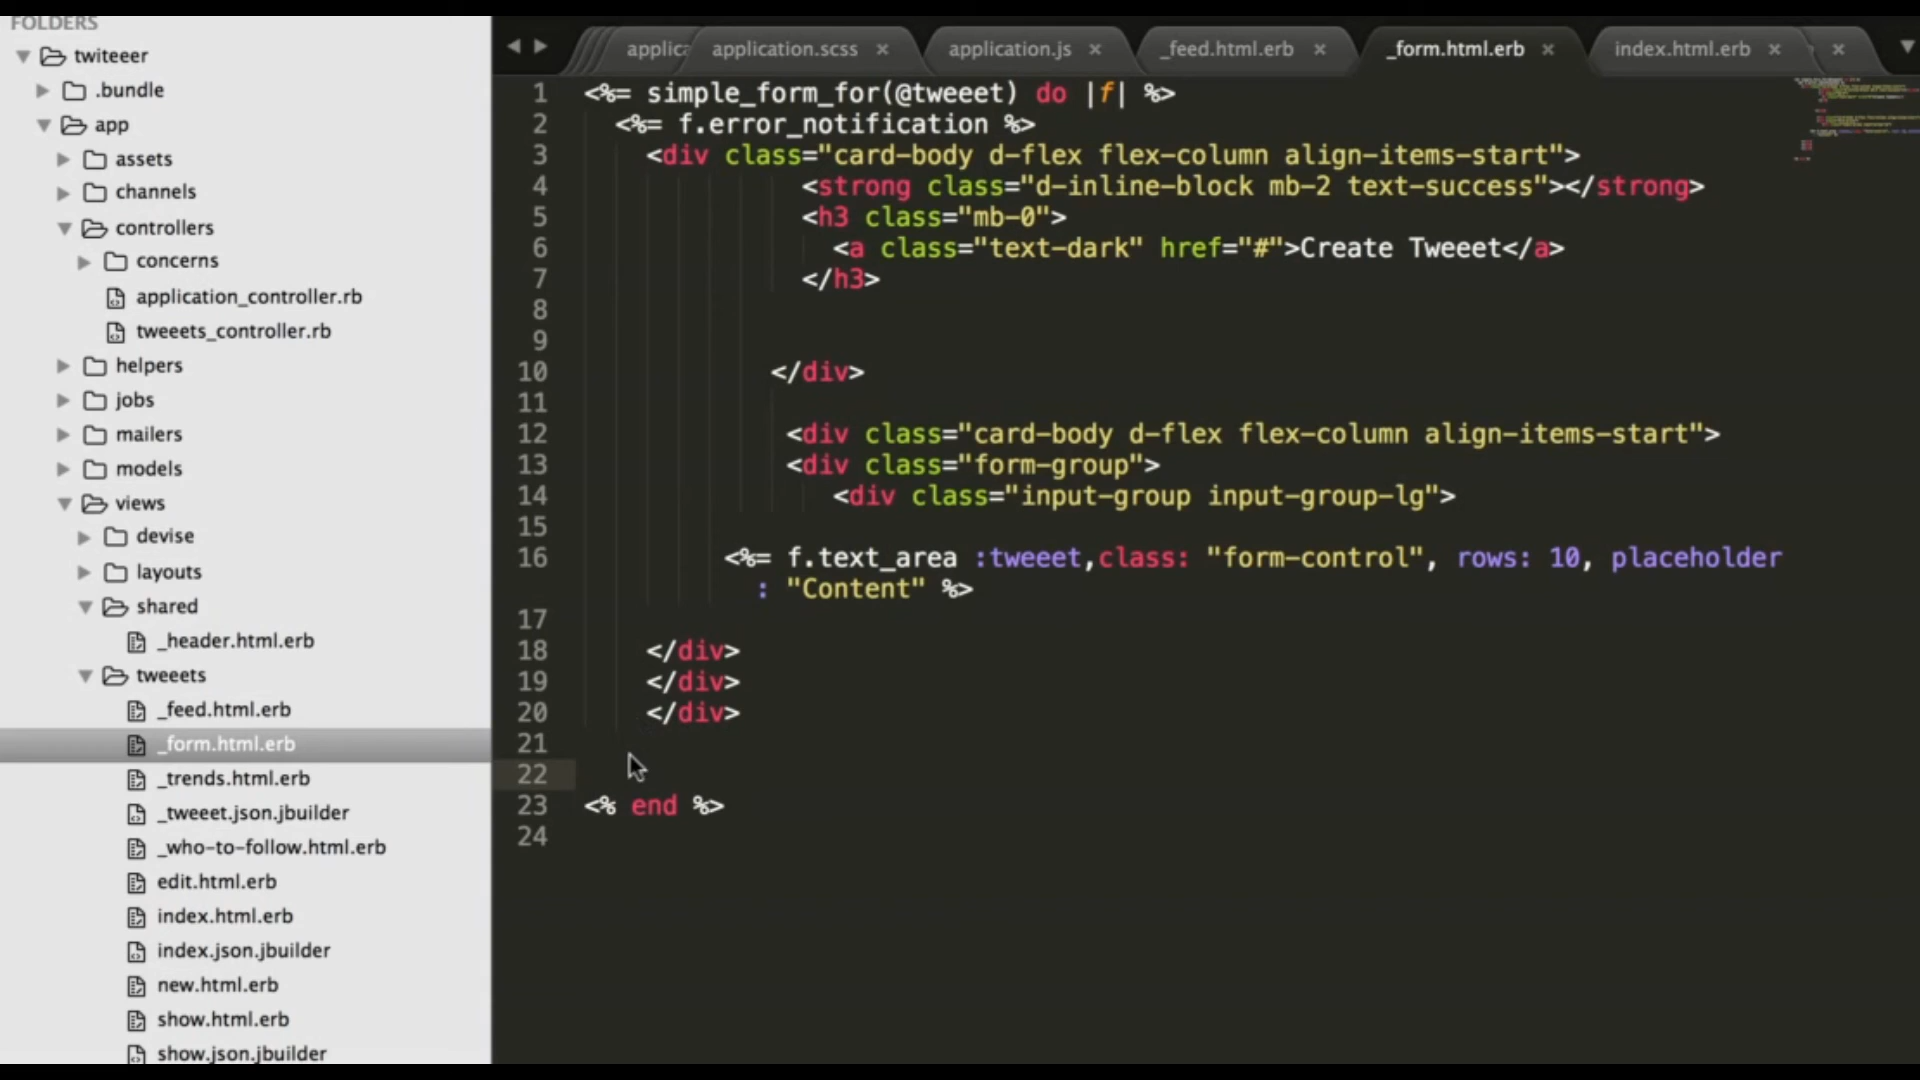 FOLDERS
twiteeer
.bundle
app
assets
channels
controllers
concerns
application_controller.rb
tweeets_controller.rb
helpers
jobs
mailers
models
views
devise
layouts
shared
_header.html.erb
tweeets
_feed.html.erb
_form.html.erb
_trends.html.erb
_tweeet.json.jbuilder
_who-to-follow.html.erb
edit.html.erb
index.html.erb
index.json.jbuilder
new.html.erb
show.html.erb
show.json.jbuilder
applica application.scss × application.js × _feed.html.erb × _form.html.erb × index.html.erb × ×
1 <%= simple_form_for(@tweeet) do |f| %>
2 <%= f.error_notification %>
3 <div class="card-body d-flex flex-column align-items-start">
4 <strong class="d-inline-block mb-2 text-success"></strong>
5 <h3 class="mb-0">
6 <a class="text-dark" href="#">Create Tweeet</a>
7 </h3>
8
9
10 </div>
11
12 <div class="card-body d-flex flex-column align-items-start">
13 <div class="form-group">
14 <div class="input-group input-group-lg">
15
16 <%= f.text_area :tweeet,class: "form-control", rows: 10, placeholder
: "Content" %>
17
18 </div>
19 </div>
20 </div>
21
22
23 <% end %>
24